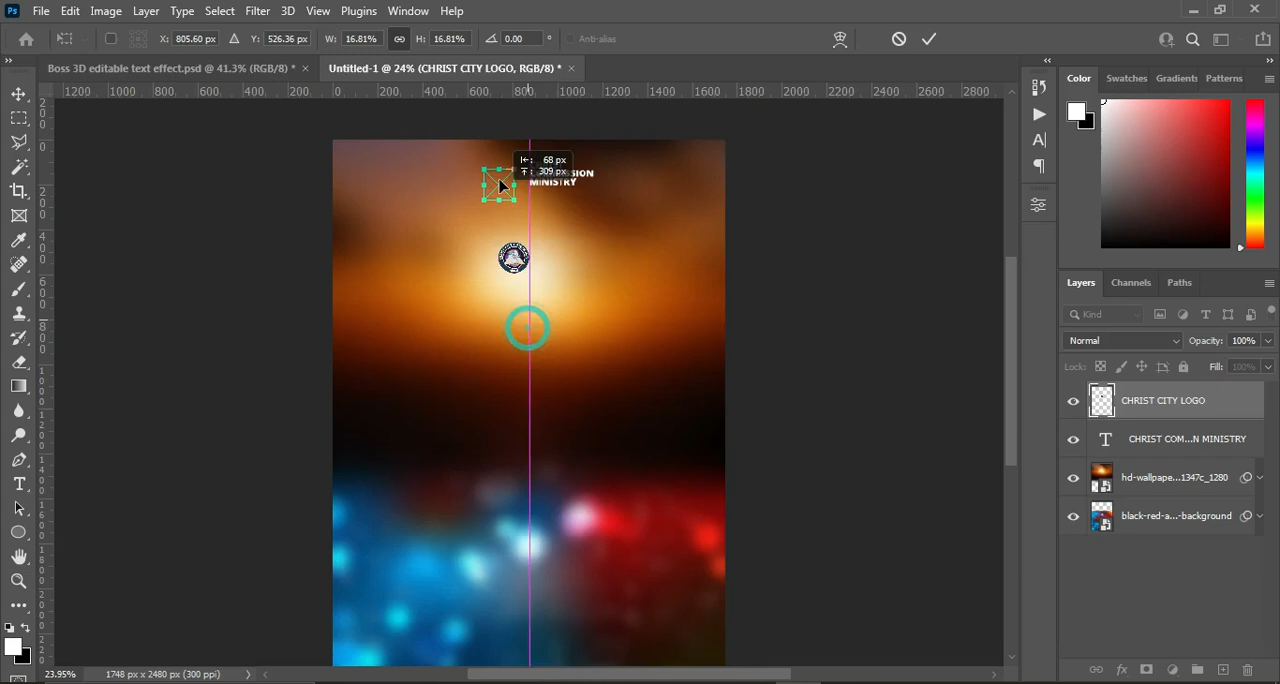 Ps File Edit Image Layer Type Select Filter 3D View Plugins Window Help
X: 805.60 px Y: 526.36 px W: 16.81% H: 16.81% 0.00 ° Anti-alias
Boss 3D editable text effect.psd @ 41.3% (RGB/8) * × Untitled-1 @ 24% (CHRIST CITY LOGO, RGB/8) * ×
1200 1000 800 600 400 200 0 200 400 600 800 1000 1200 1400 1600 1800 2000 2200 2400 2600 2800
68 px
309 px
MINISTRY
Color Swatches Gradients Patterns
Layers Channels Paths
Kind
Normal Opacity: 100%
Lock: Fill: 100%
CHRIST CITY LOGO
T CHRIST COM...N MINISTRY
hd-wallpape...1347c_1280
black-red-a...-background
23.95% 1748 px x 2480 px (300 ppi)